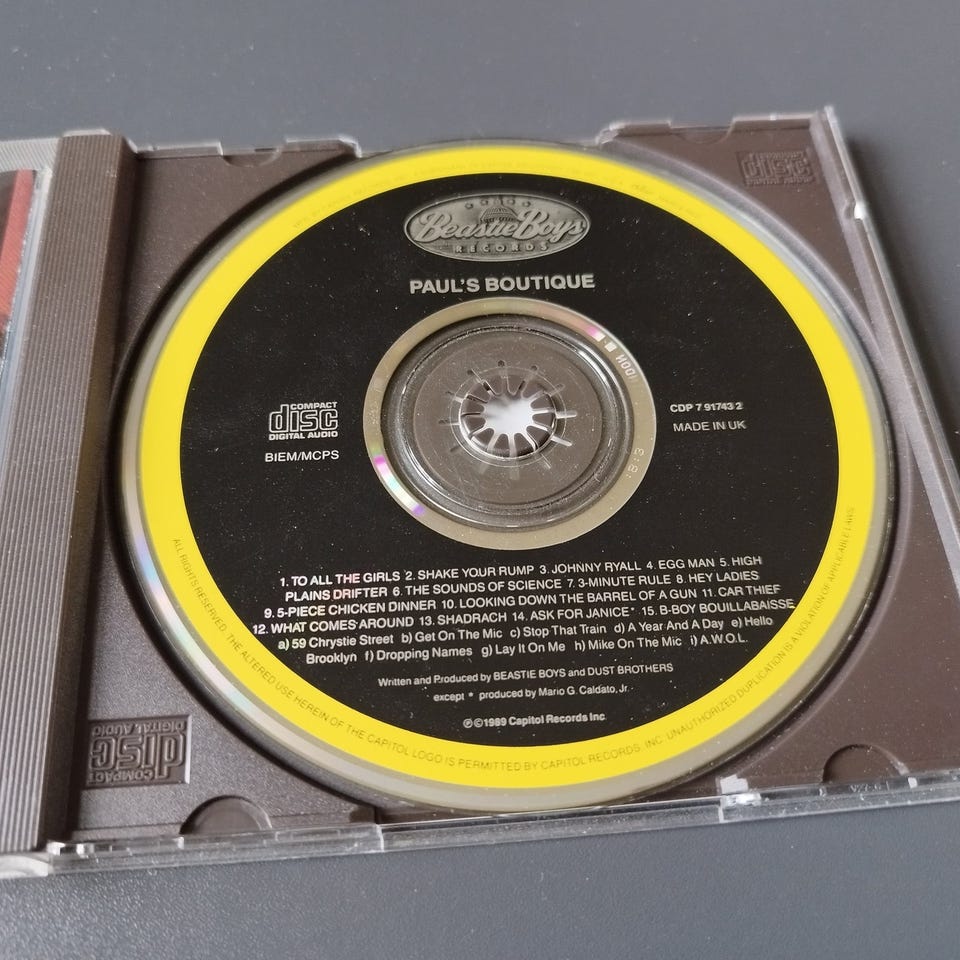 Beastie Boys
RECORDS
PAUL'S BOUTIQUE
COMPACT
disc
DIGITAL AUDIO
BIEM/MCPS
CDP 7 91743 2
MADE IN UK
1. TO ALL THE GIRLS 2. SHAKE YOUR RUMP 3. JOHNNY RYALL 4. EGG MAN 5. HIGH
PLAINS DRIFTER 6. THE SOUNDS OF SCIENCE 7. 3-MINUTE RULE 8. HEY LADIES
9. 5-PIECE CHICKEN DINNER 10. LOOKING DOWN THE BARREL OF A GUN 11. CAR THIEF
12. WHAT COMES AROUND 13. SHADRACH 14. ASK FOR JANICE* 15. B-BOY BOUILLABAISSE
a) 59 Chrystie Street b) Get On The Mic c) Stop That Train d) A Year And A Day e) Hello
Brooklyn f) Dropping Names g) Lay It On Me h) Mike On The Mic i) A.W.O.L.
Written and Produced by BEASTIE BOYS and DUST BROTHERS
except * produced by Mario G. Caldato, Jr.
℗©1989 Capitol Records Inc.
ALL RIGHTS RESERVED. THE ALTERED USE HEREIN OF THE CAPITOL LOGO IS PERMITTED BY CAPITOL RECORDS, INC. UNAUTHORIZED DUPLICATION IS A VIOLATION OF APPLICABLE LAWS
disc
DIGITAL AUDIO
COMPACT
disc
DIGITAL AUDIO